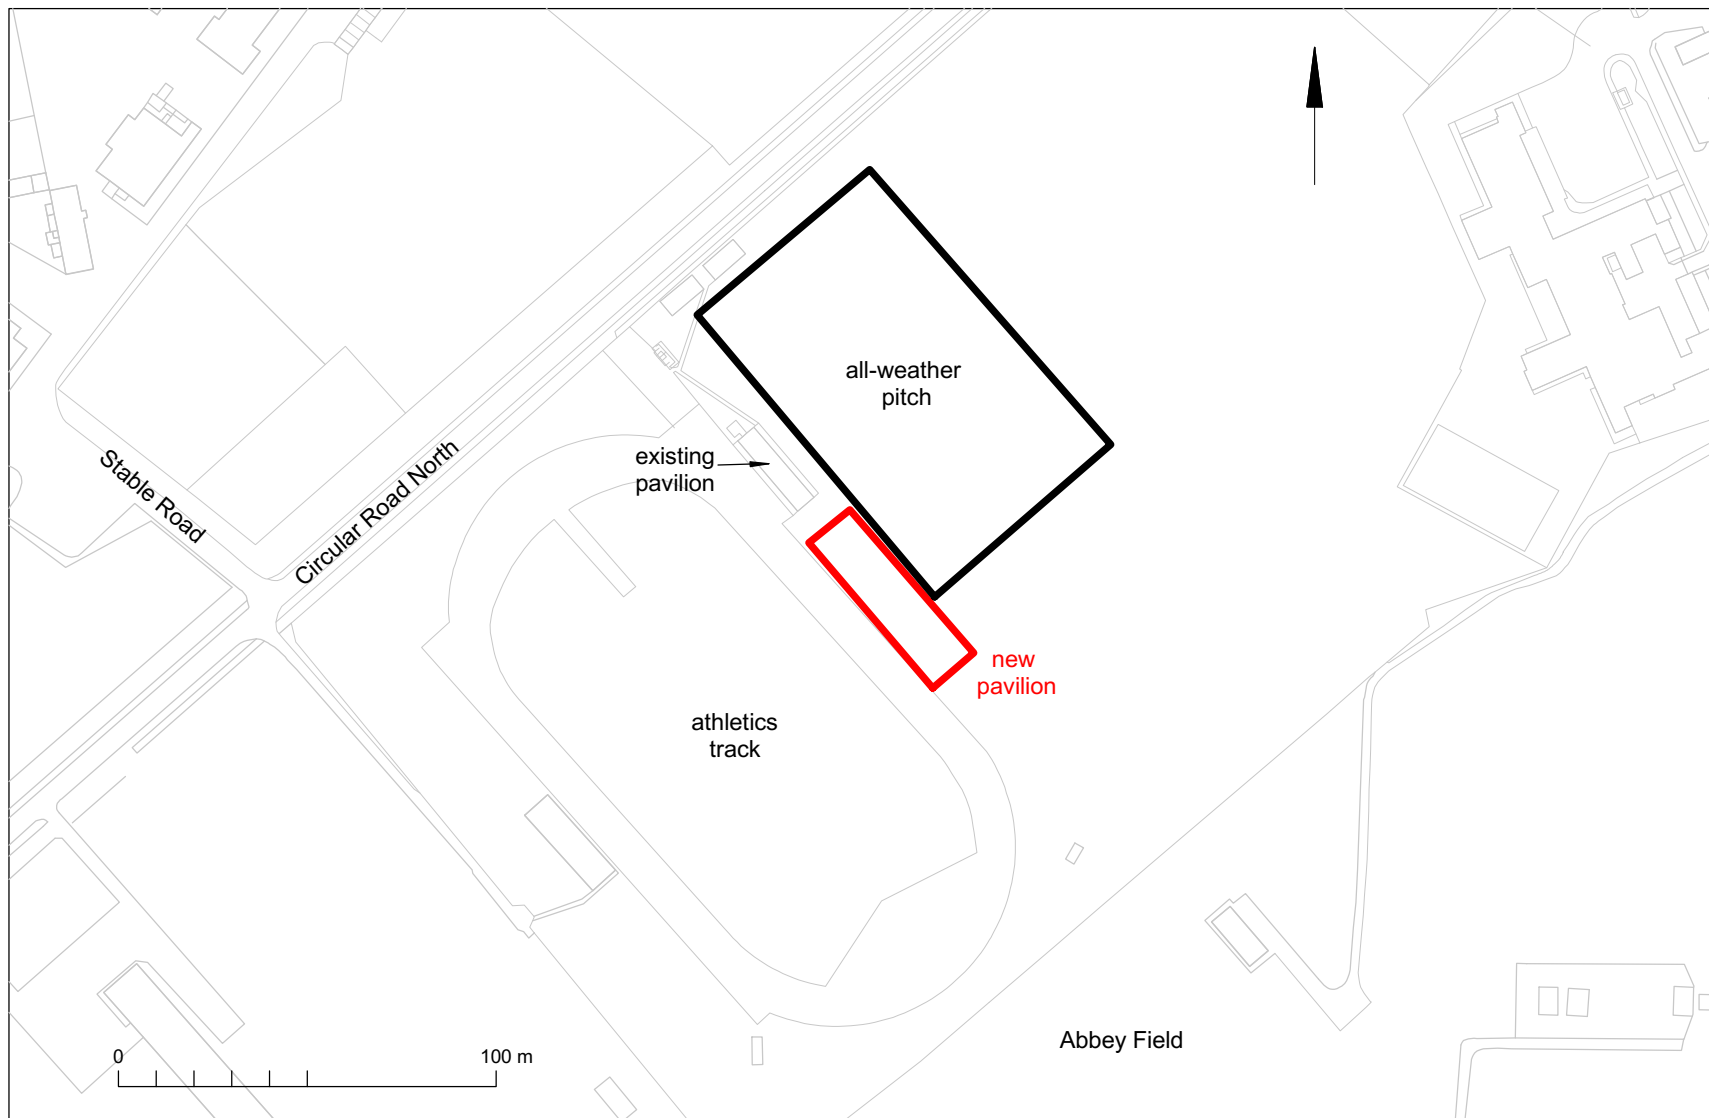 all-weather
pitch
existing
pavilion
Stable Road
Circular Road North
new
pavilion
athletics
track
Abbey Field
0
100 m